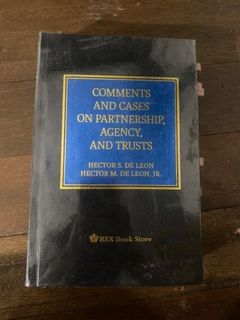 COMMENTS
AND CASES
ON PARTNERSHIP,
AGENCY,
AND TRUSTS
HECTOR S. DE LEON
HECTOR M. DE LEON, JR.
REX Book Store